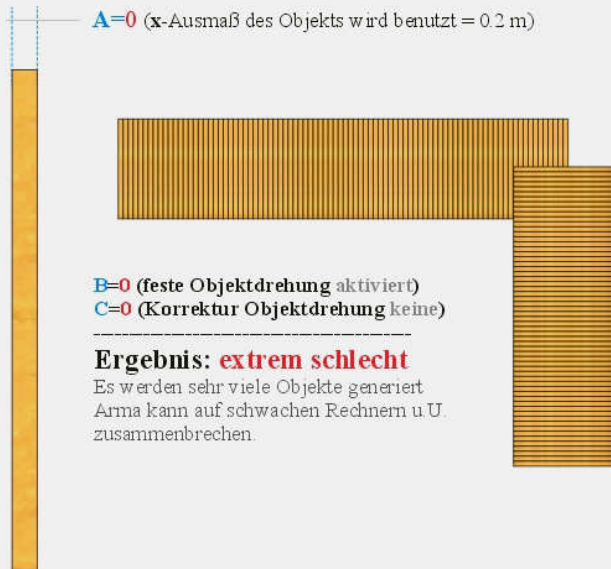 A=0 (x-Ausmaß des Objekts wird benutzt = 0.2 m)
B=0 (feste Objektdrehung aktiviert)
C=0 (Korrektur Objektdrehung keine)
Ergebnis: extrem schlecht
Es werden sehr viele Objekte generiert
Arma kann auf schwachen Rechnern u.U.
zusammenbrechen.